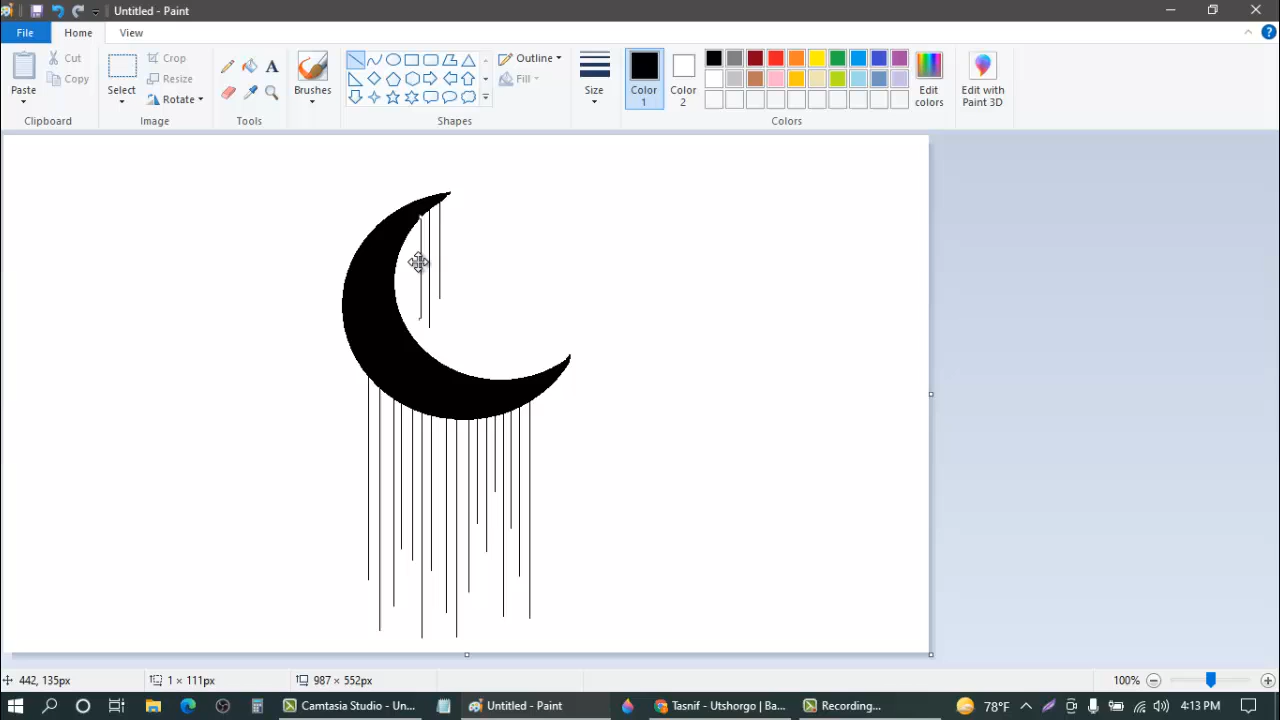 Untitled - Paint
File
Home
View
Paste
Cut
Copy
Clipboard
Select
Crop
Resize
Rotate
Image
A
Tools
Brushes
Outline
Fill
Shapes
Size
Color 1
Color 2
Edit colors
Colors
Edit with Paint 3D
442, 135px
1 × 111px
987 × 552px
100%
Camtasia Studio - Un...
Untitled - Paint
Tasnif - Utshorgo | Ba...
Recording...
78°F
4:13 PM